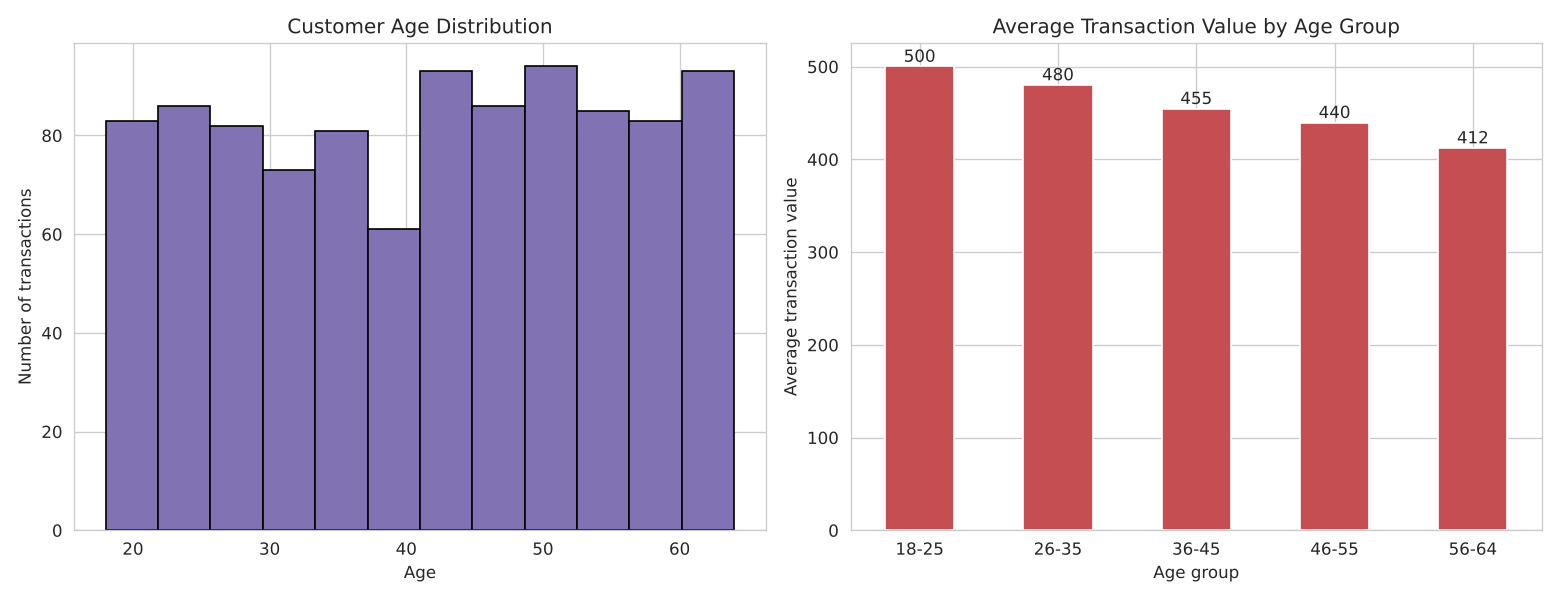 Customer Age Distribution
Number of transactions
80
60
40
20
0
20 30 40 50 60
Age
Average Transaction Value by Age Group
Average transaction value
500
400
300
200
100
0
500
480
455
440
412
18-25 26-35 36-45 46-55 56-64
Age group